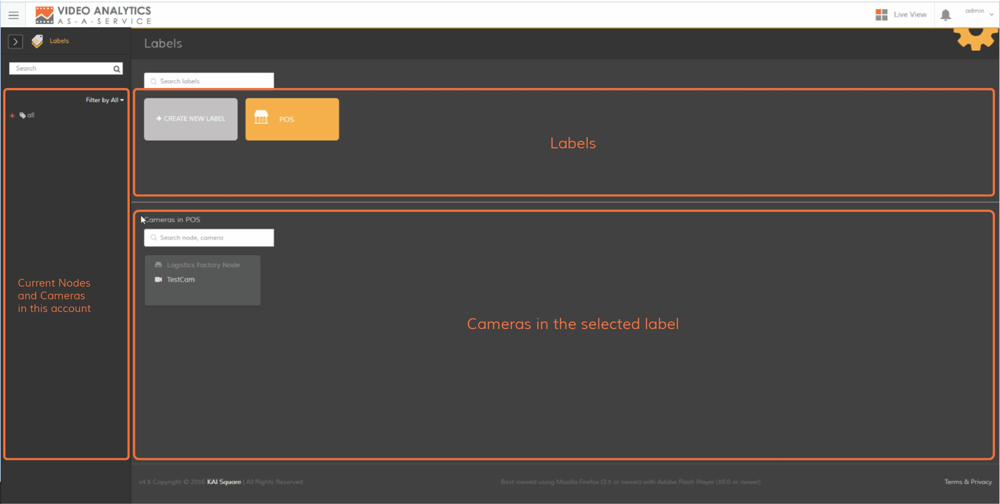 VIDEO ANALYTICS
AS-A-SERVICE
Live View
admin
Labels
Labels
Search
Search labels
Filter by All
all
+ CREATE NEW LABEL
POS
Labels
Cameras in POS
Search node, camera
Logistics Factory Node
TestCam
Current Nodes
and Cameras
in this account
Cameras in the selected label
v4.5 Copyright © 2016 KAI Square | All Rights Reserved
Best viewed using Mozilla Firefox (3.5 or newer) with Adobe Flash Player (10.0 or newer).
Terms & Privacy